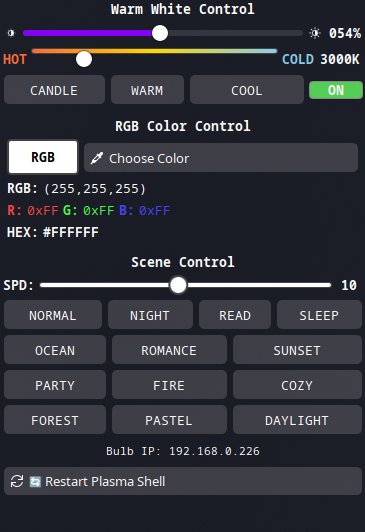 Warm White Control
054%
HOT COLD 3000K
CANDLE WARM COOL ON
RGB Color Control
RGB Choose Color
RGB: (255,255,255)
R: 0xFF G: 0xFF B: 0xFF
HEX: #FFFFFF
Scene Control
SPD: 10
NORMAL NIGHT READ SLEEP
OCEAN ROMANCE SUNSET
PARTY FIRE COZY
FOREST PASTEL DAYLIGHT
Bulb IP: 192.168.0.226
Restart Plasma Shell